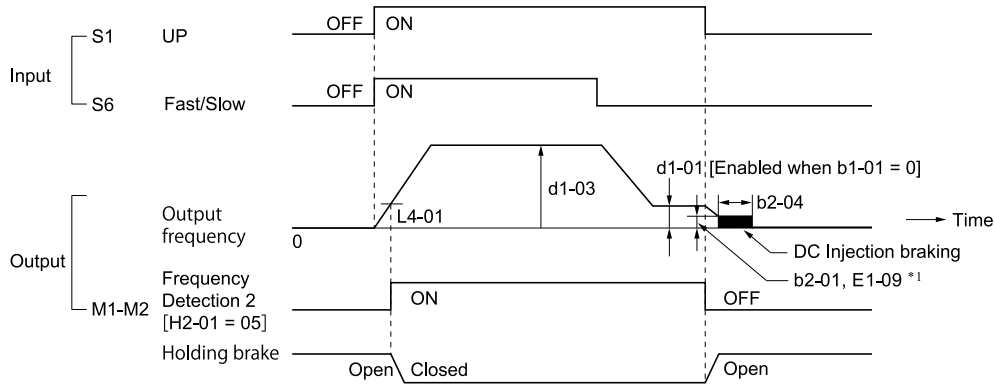 Input
S1 UP
OFF ON
S6 Fast/Slow
OFF ON
Output
Output
frequency
0
L4-01
d1-03
d1-01 [Enabled when b1-01 = 0]
b2-04
Time
DC Injection braking
b2-01, E1-09 *1
M1-M2
Frequency
Detection 2
[H2-01 = 05]
ON
OFF
Holding brake
Open Closed
Open